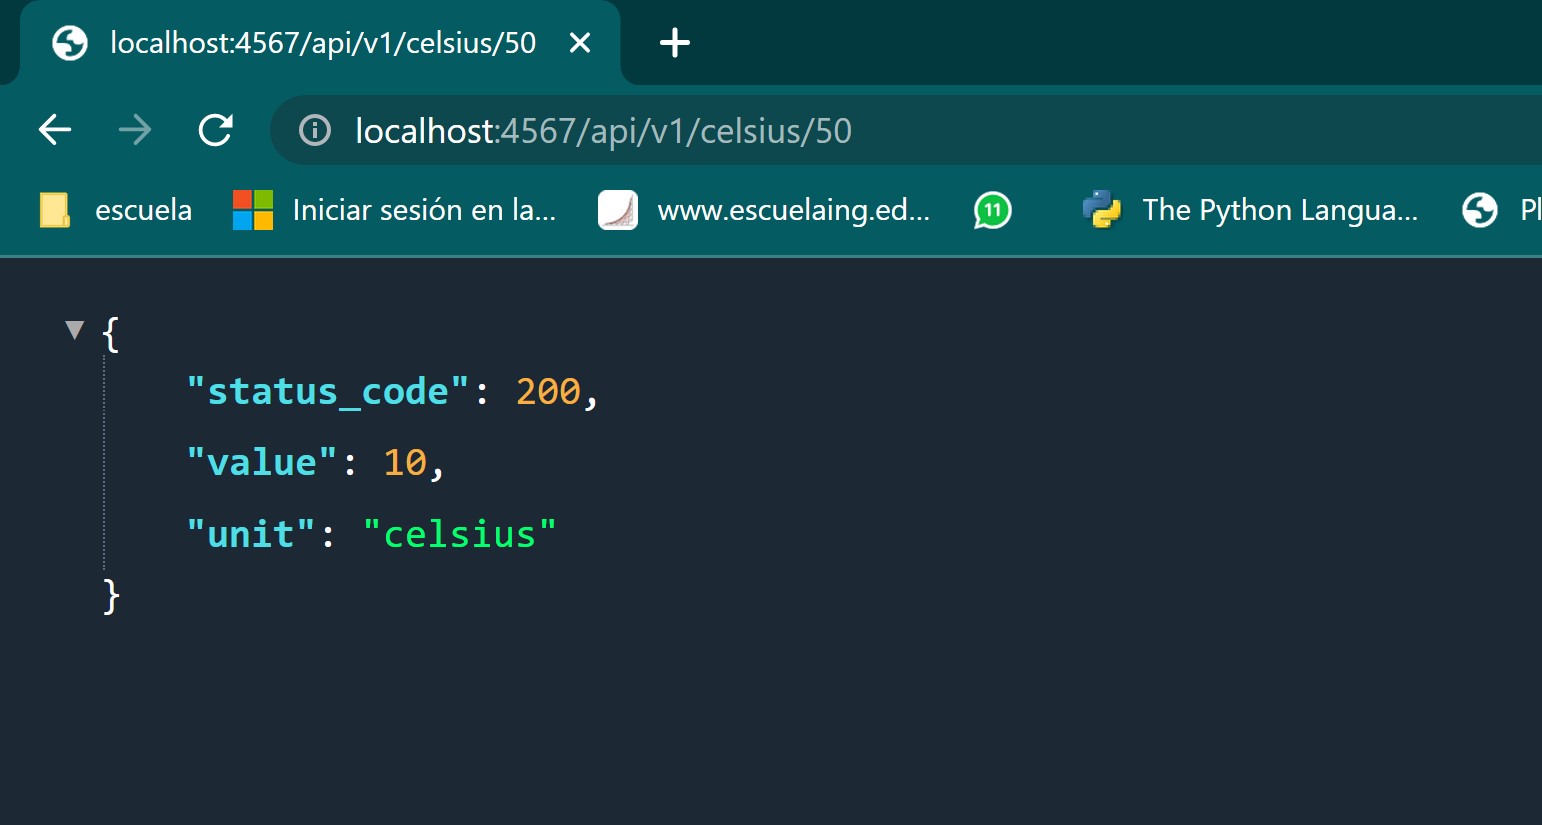 localhost:4567/api/v1/celsius/50
localhost:4567/api/v1/celsius/50
escuela Iniciar sesión en la... www.escuelaing.ed... 11 The Python Langua... Pl
{
"status_code": 200,
"value": 10,
"unit": "celsius"
}